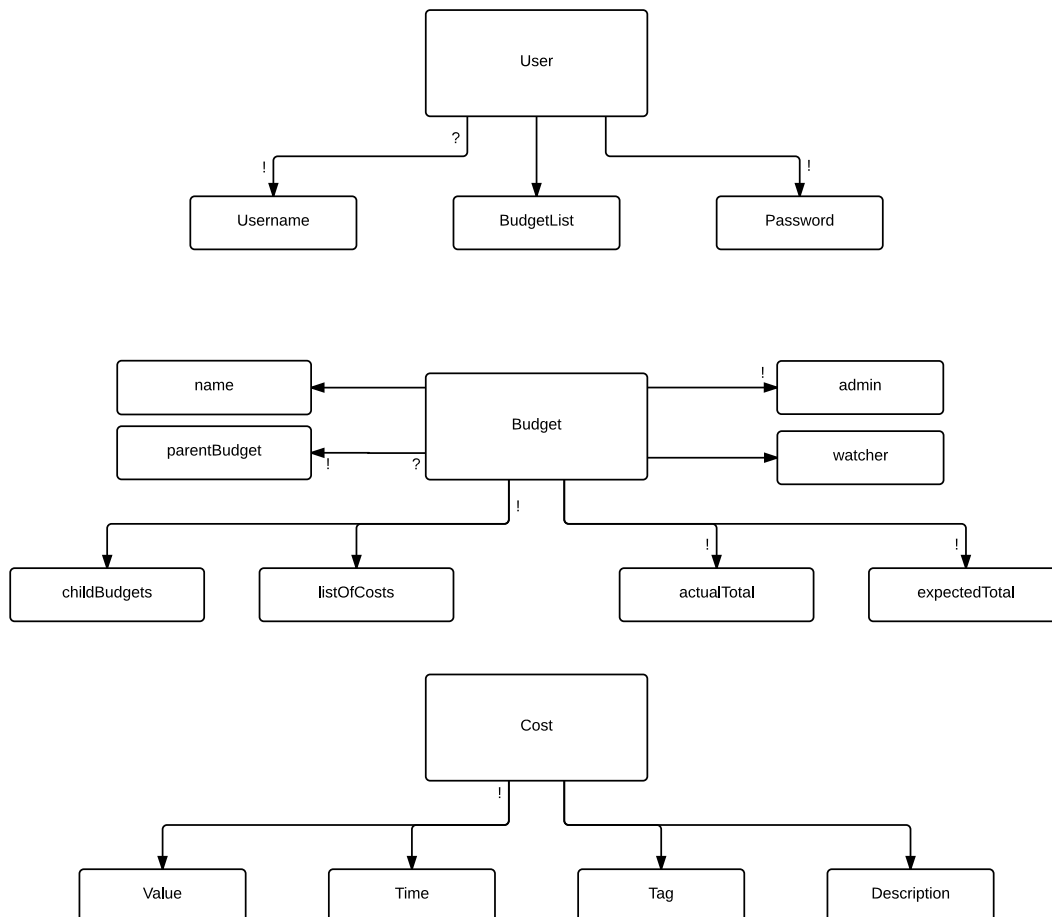 User
?
!
!
Username
BudgetList
Password
name
!
admin
Budget
parentBudget
!
?
watcher
!
!
!
childBudgets
listOfCosts
actualTotal
expectedTotal
Cost
!
Value
Time
Tag
Description